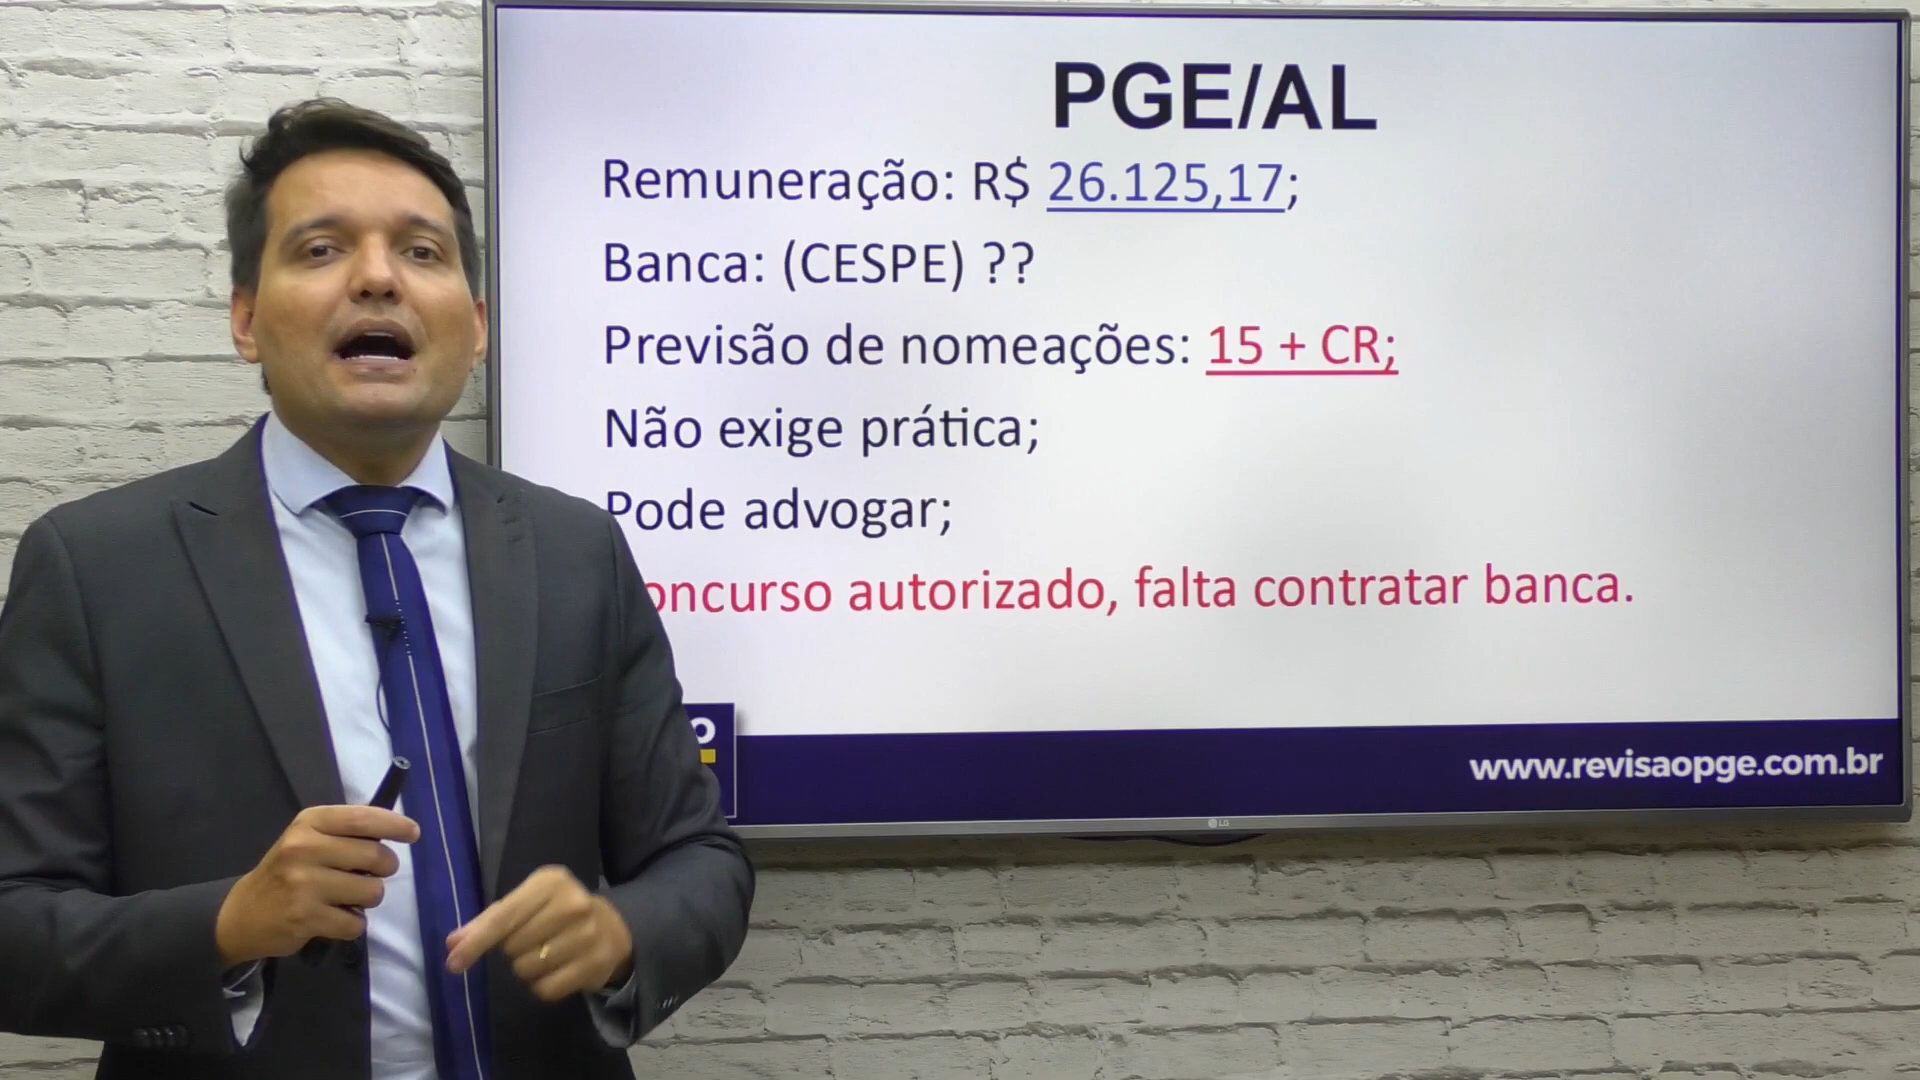 PGE/AL
Remuneração: R$ 26.125,17;
Banca: (CESPE) ??
Previsão de nomeações: 15 + CR;
Não exige prática;
Pode advogar;
oncurso autorizado, falta contratar banca.
www.revisaopge.com.br
LG